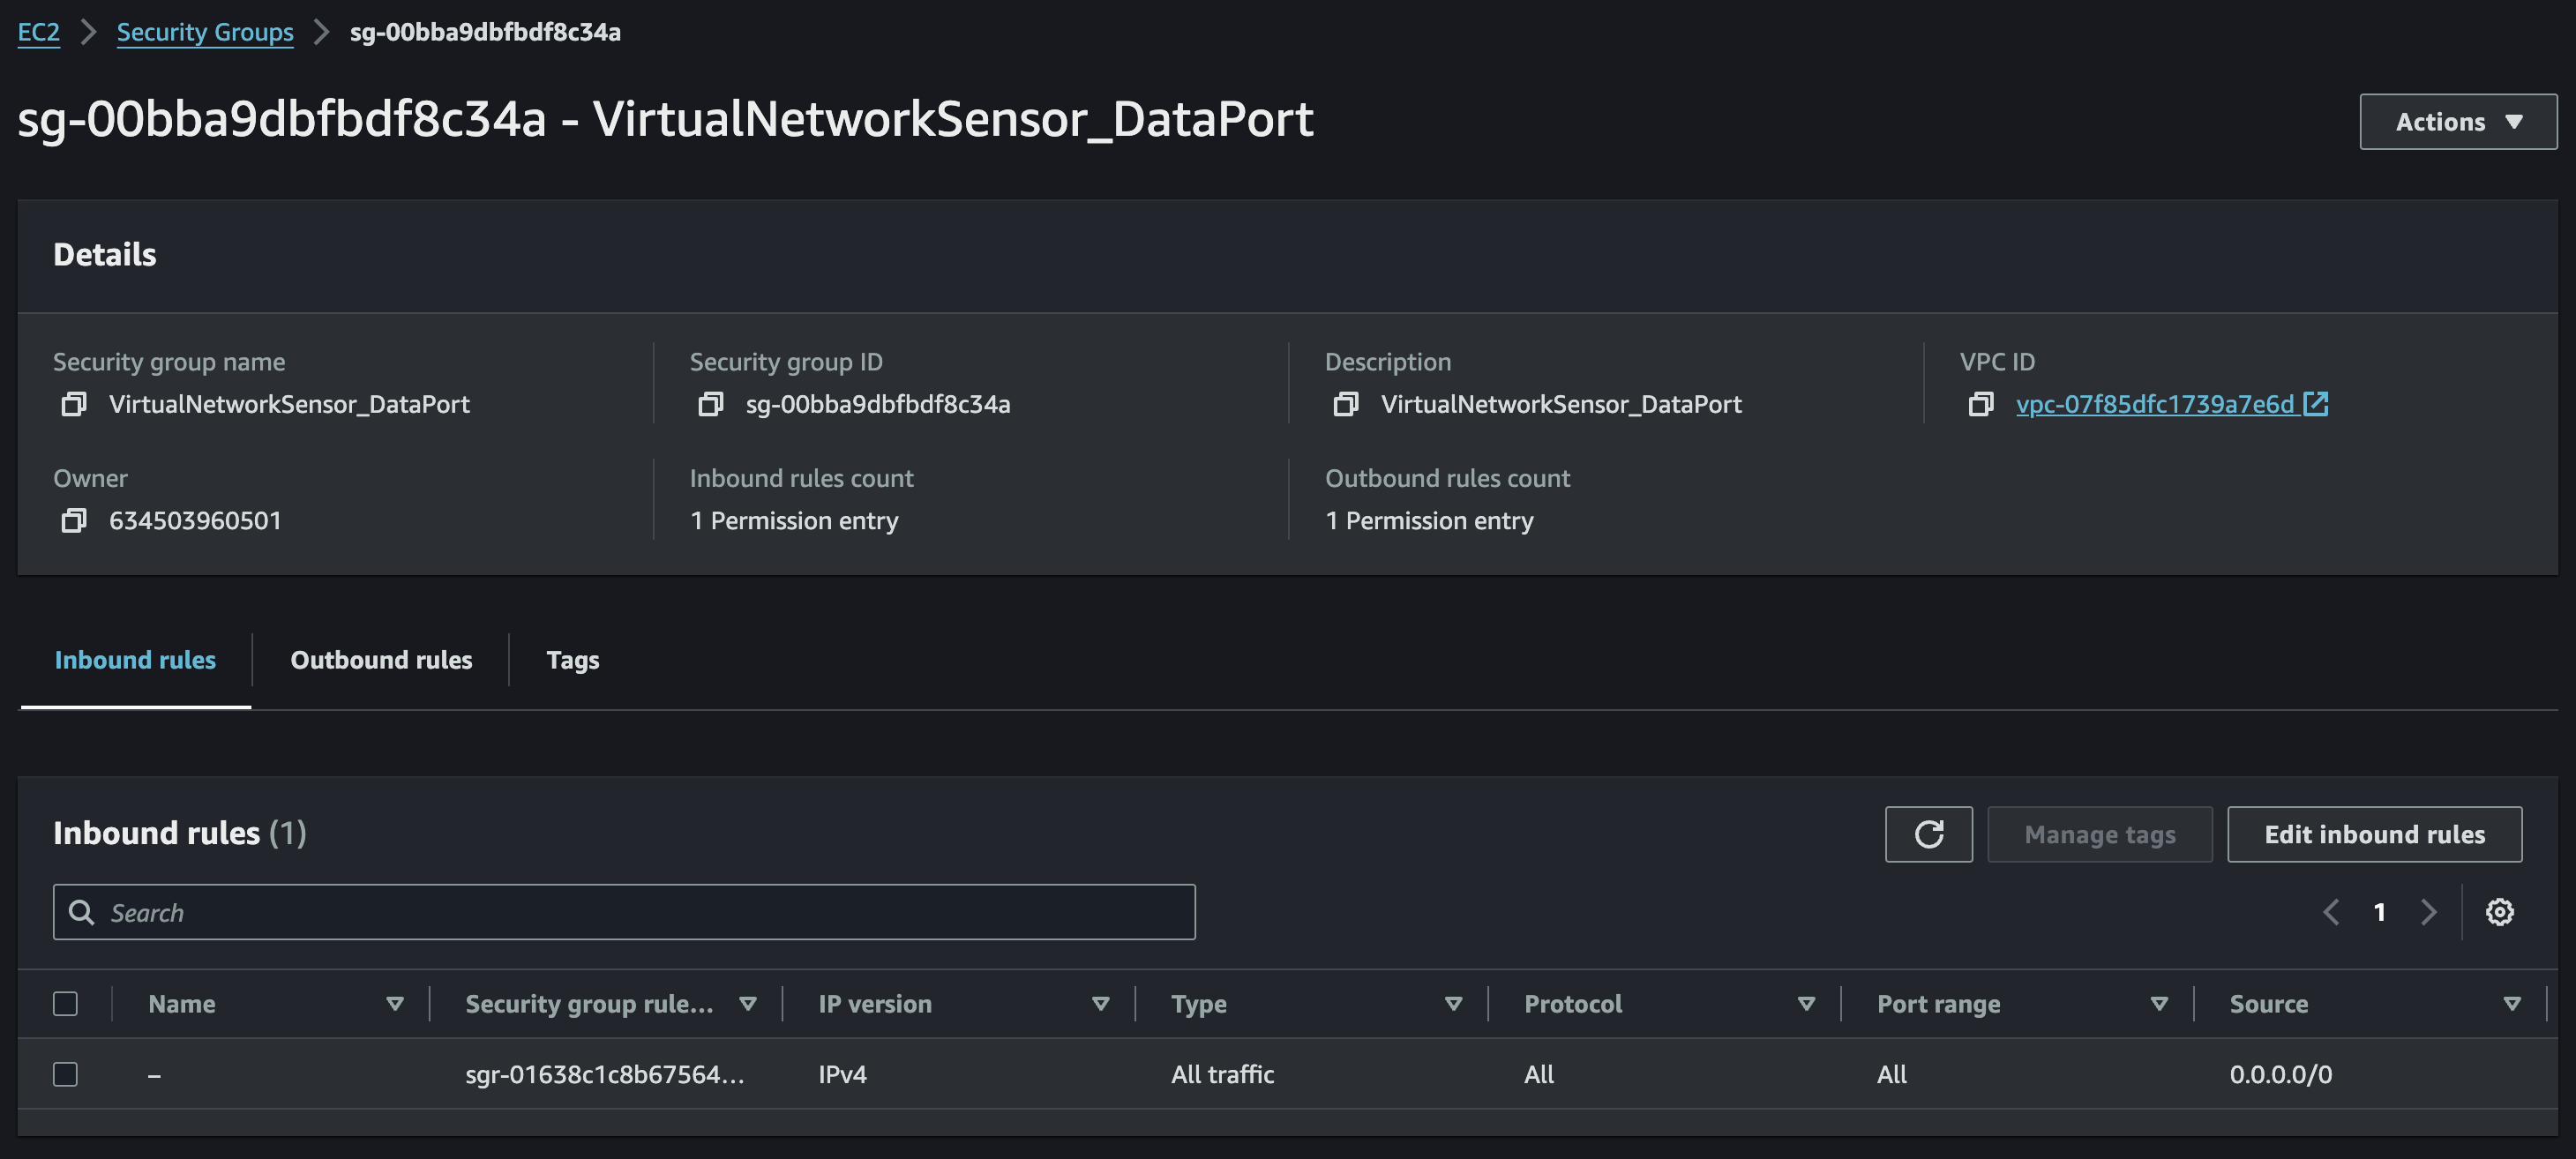 EC2 > Security Groups > sg-00bba9dbfbdf8c34a
sg-00bba9dbfbdf8c34a - VirtualNetworkSensor_DataPort
Actions
Details
Security group name Security group ID Description VPC ID
VirtualNetworkSensor_DataPort sg-00bba9dbfbdf8c34a VirtualNetworkSensor_DataPort vpc-07f85dfc1739a7e6d
Owner Inbound rules count Outbound rules count
634503960501 1 Permission entry 1 Permission entry
Inbound rules Outbound rules Tags
Inbound rules (1) Manage tags Edit inbound rules
Search 1
Name Security group rule... IP version Type Protocol Port range Source
– sgr-01638c1c8b67564... IPv4 All traffic All All 0.0.0.0/0